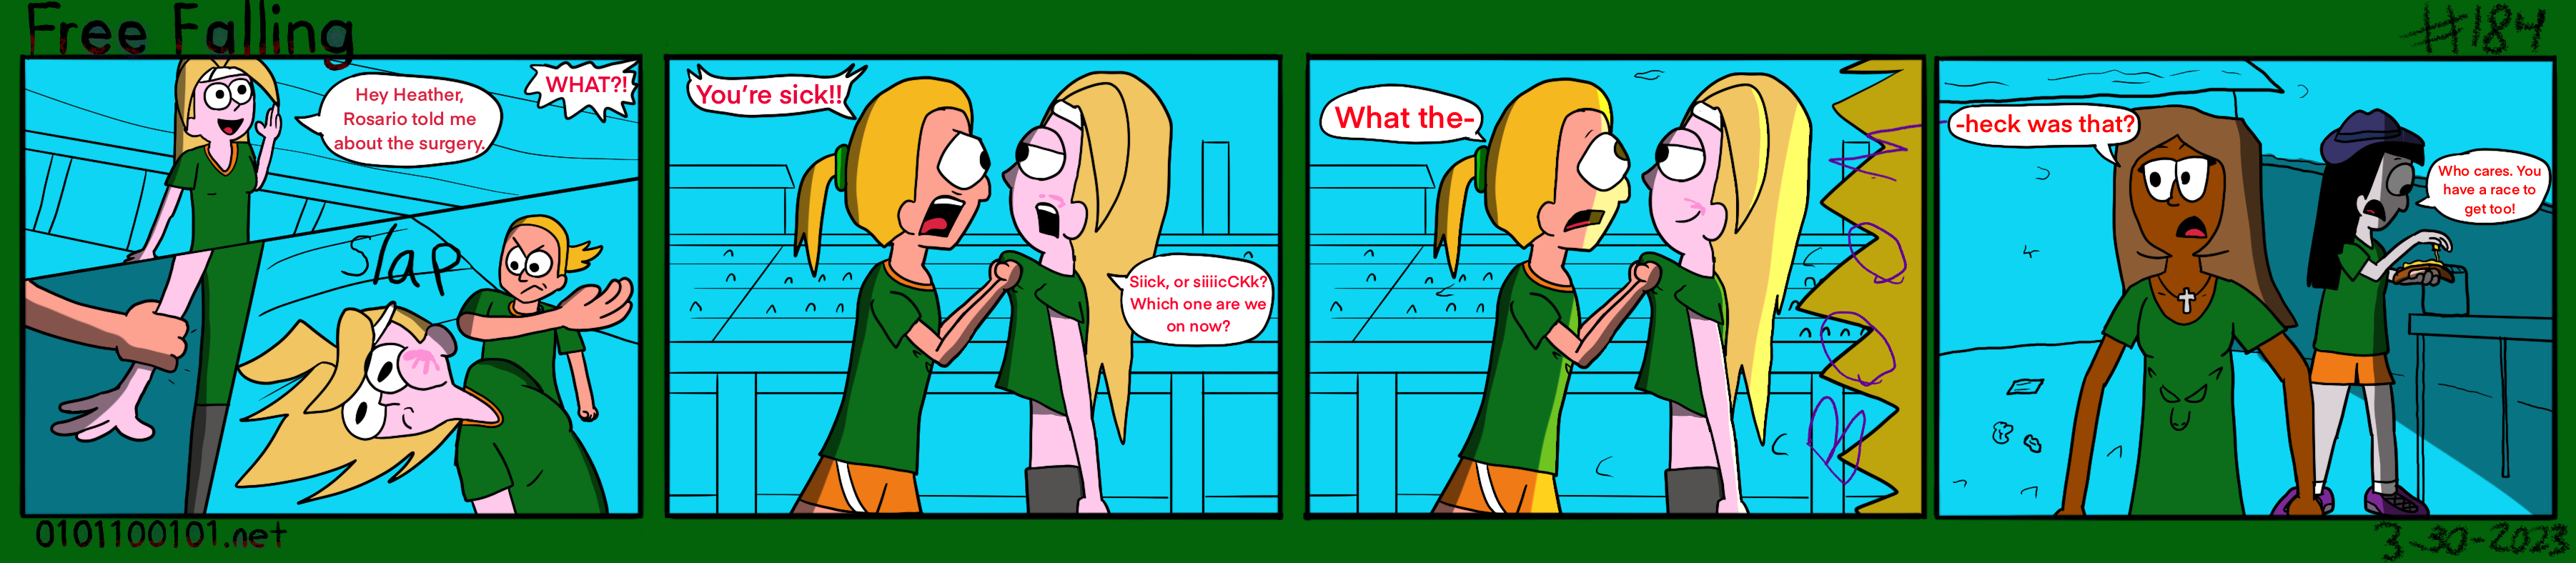 Free Falling
#184
Hey Heather,
Rosario told me
about the surgery.
WHAT?!
slap
You're sick!!
Siick, or siiiicCKk?
Which one are we
on now?
What the-
-heck was that?
Who cares. You
have a race to
get too!
0101100101.net
3-30-2023